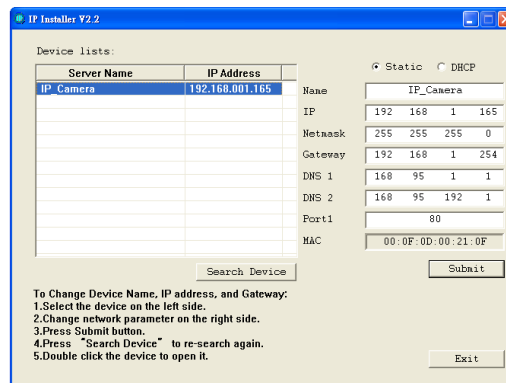 IP Installer V2.2
Device lists:
Server Name IP Address
IP_Camera 192.168.001.165
Search Device
To Change Device Name, IP address, and Gateway:
1.Select the device on the left side.
2.Change network parameter on the right side.
3.Press Submit button.
4.Press “Search Device” to re-search again.
5.Double click the device to open it.
Static DHCP
Name IP_Camera
IP 192 168 1 165
Netmask 255 255 255 0
Gateway 192 168 1 254
DNS 1 168 95 1 1
DNS 2 168 95 192 1
Port1 80
MAC 00:0F:0D:00:21:0F
Submit
Exit